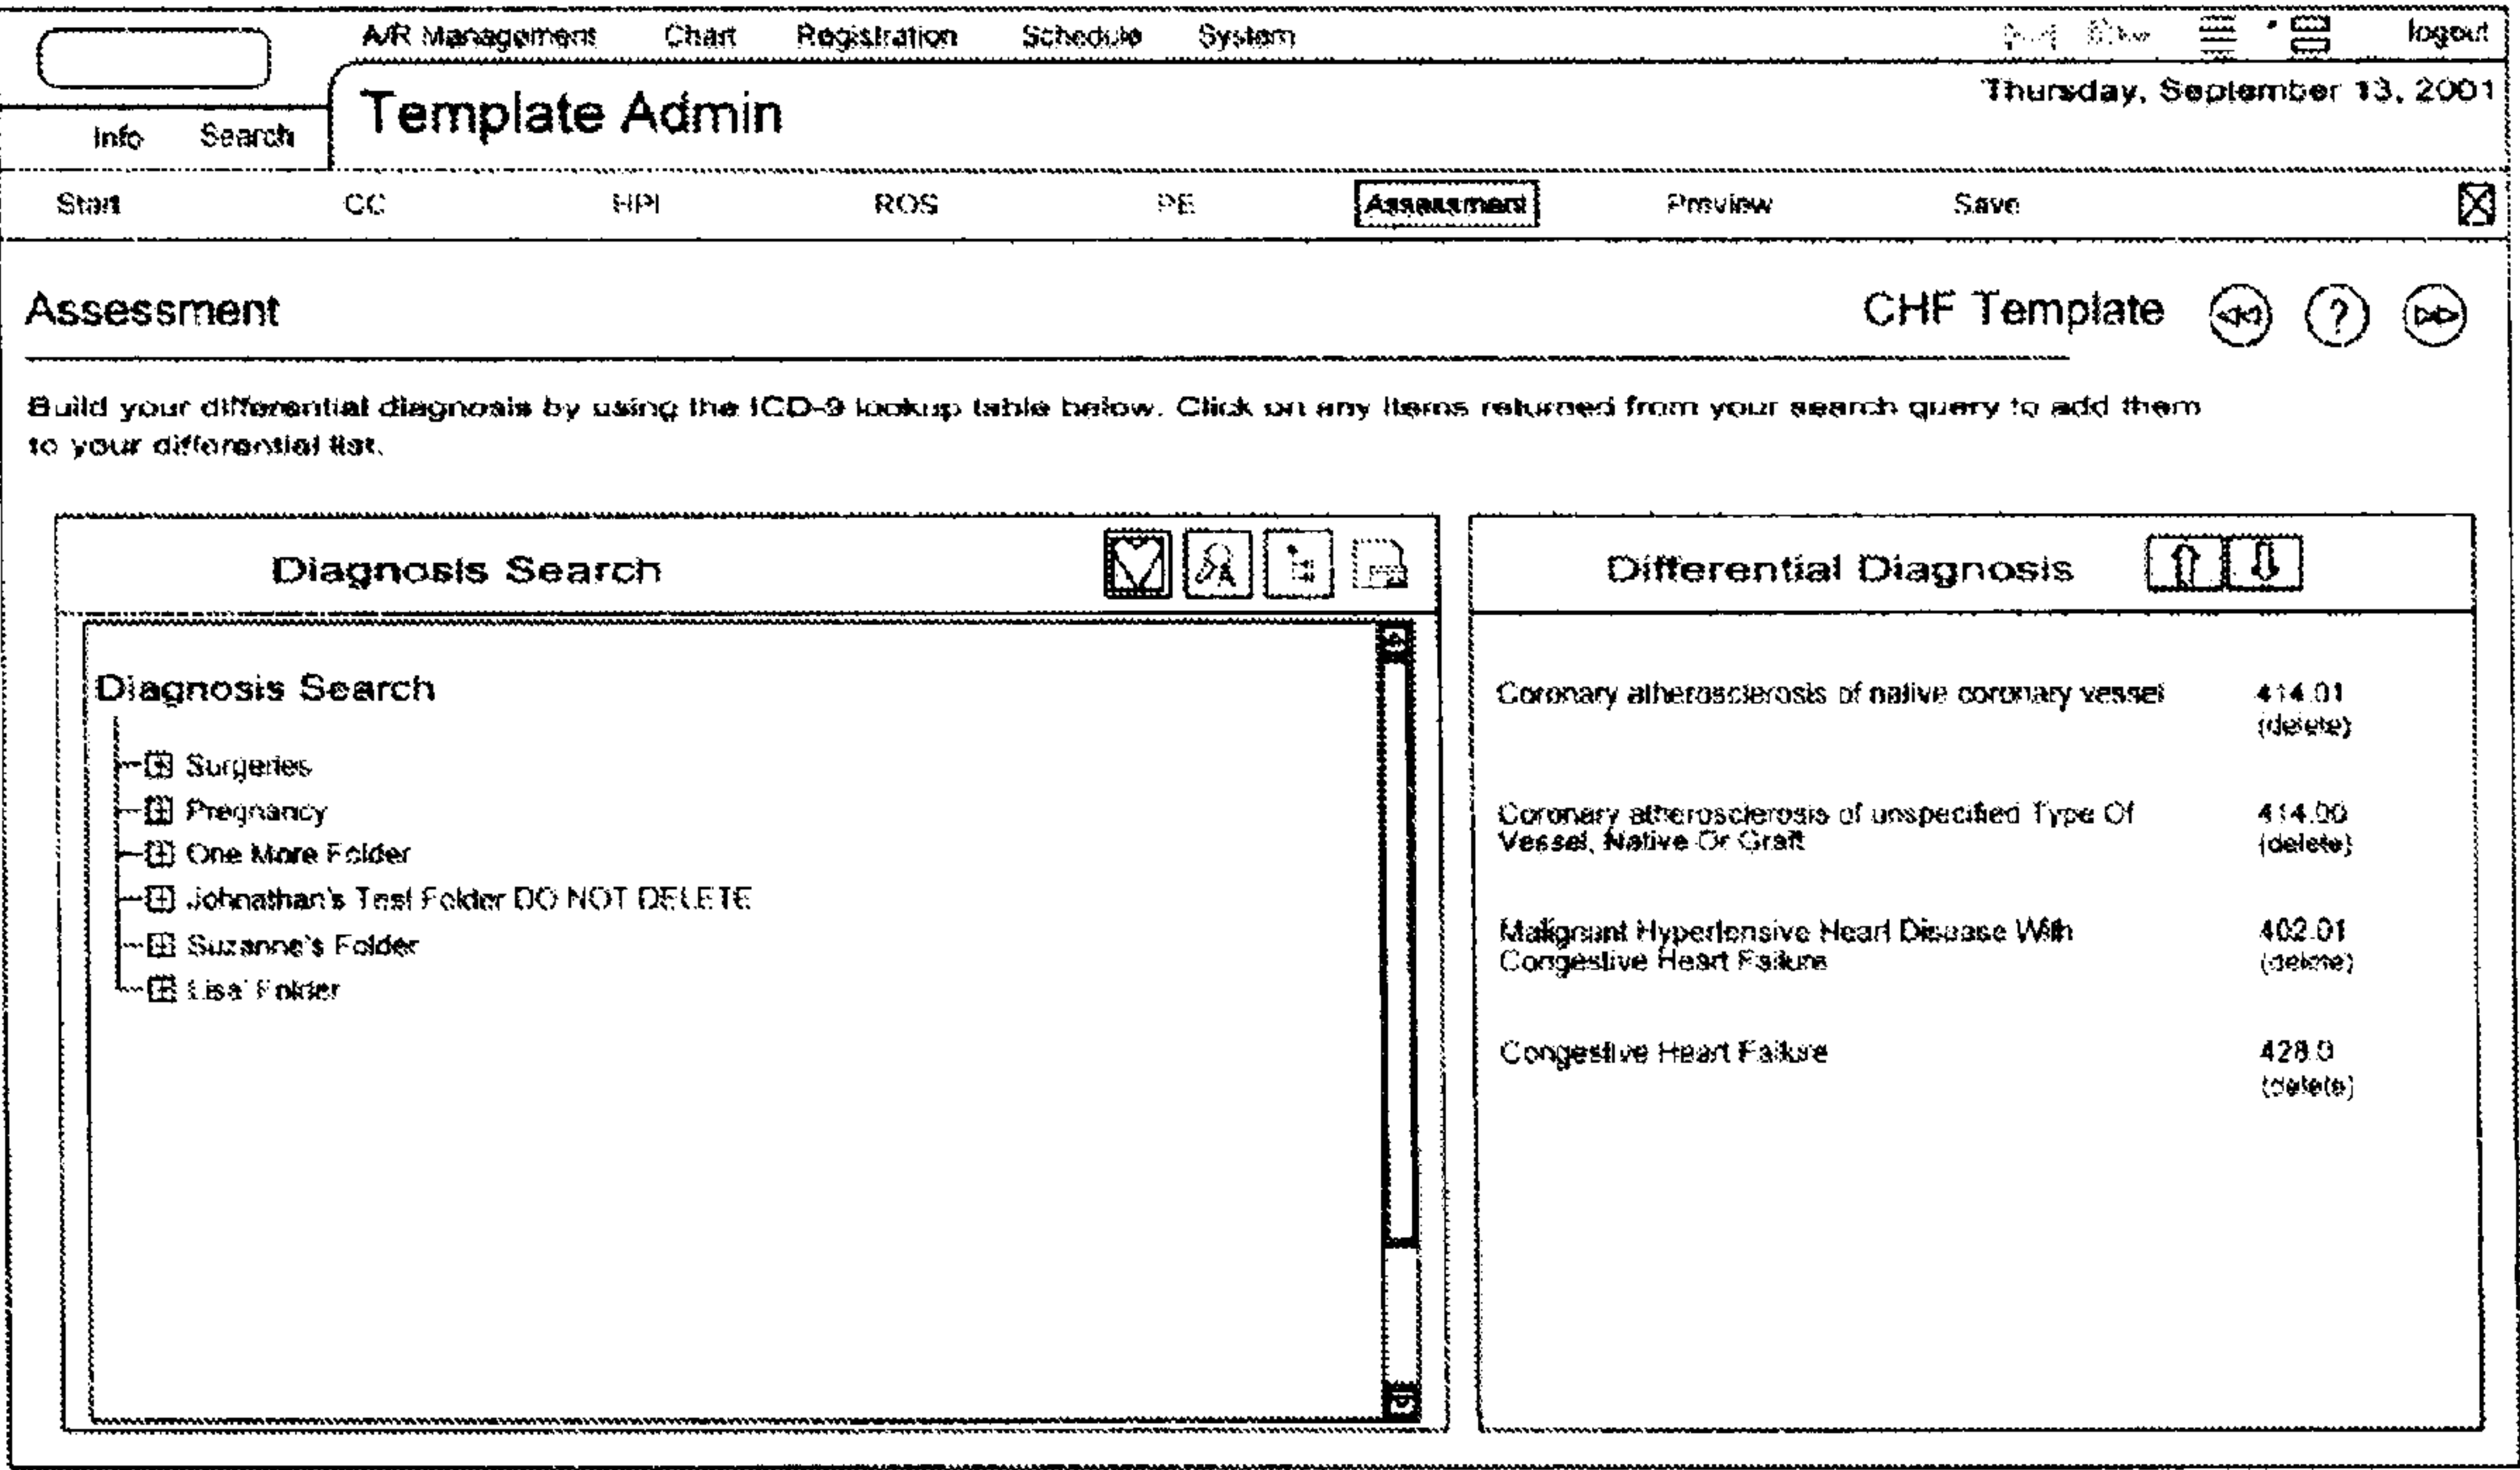 A/R Management Chart Registration Schedule System logout
Thursday, September 13, 2001
Template Admin
Info Search
Start CC HPI ROS PE Assessment Preview Save
Assessment
CHF Template ?
Build your differential diagnosis by using the ICD-9 lookup table below. Click on any items returned from your search query to add them
to your differential list.
Diagnosis Search
Diagnosis Search
Surgeries
Pregnancy
One More Folder
Johnathan's Test Folder DO NOT DELETE
Suzanne's Folder
Lisa' Folder
Differential Diagnosis
Coronary atherosclerosis of native coronary vessel 414.01
(delete)
Coronary atherosclerosis of unspecified Type Of 414.00
Vessel, Native Or Graft (delete)
Malignant Hypertensive Heart Disease With 402.01
Congestive Heart Failure (delete)
Congestive Heart Failure 428.0
(delete)